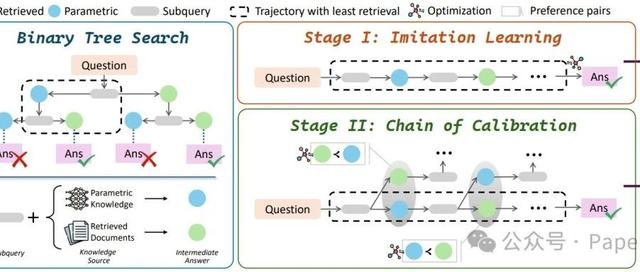 Retrieved Parametric Subquery Trajectory with least retrieval Optimization Preference pairs
Binary Tree Search
Question
Ans Ans Ans Ans
Parametric
Knowledge
Retrieved
Documents
Subquery
Knowledge
Source
Intermediate
Answer
Stage I: Imitation Learning
Question
...
Ans
Stage II: Chain of Calibration
... ...
Question
...
Ans
公众号 · Pape